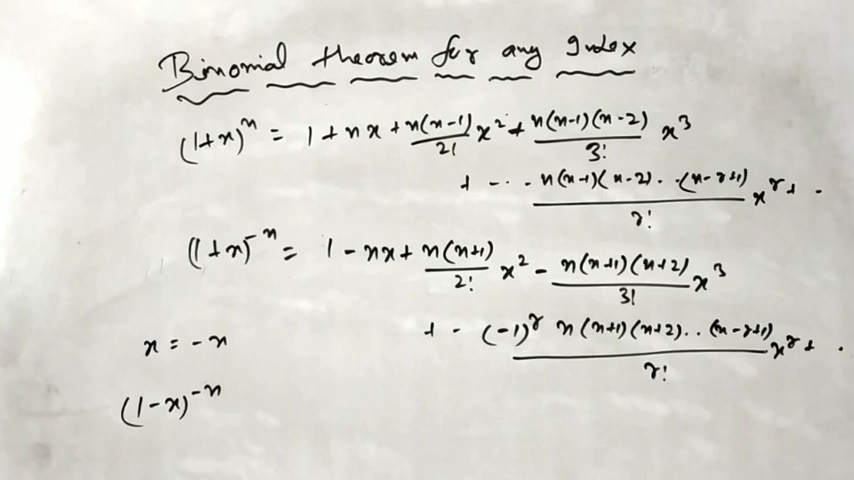 Binomial theorem for any Index
(1+x)^n = 1 + nx + n(n-1)/2! x^2 + n(n-1)(n-2)/3! x^3
+ - . . - n(n-1)(n-2) . . (n-r+1)/r! x^r + .
(1+x)^-n = 1 - nx + n(n+1)/2! x^2 - n(n+1)(n+2)/3! x^3
+ - (-1)^r n(n+1)(n+2) . . (n-r+1)/r! x^r + .
x = -x
(1-x)^-n